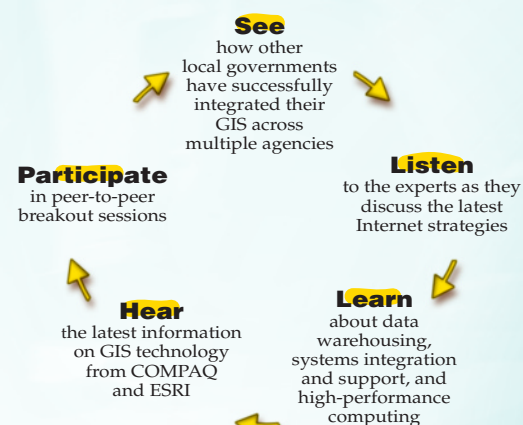 See
how other
local governments
have successfully
integrated their
GIS across
multiple agencies
Listen
to the experts as they
discuss the latest
Internet strategies
Learn
about data
warehousing,
systems integration
and support, and
high-performance
computing
Hear
the latest information
on GIS technology
from COMPAQ
and ESRI
Participate
in peer-to-peer
breakout sessions